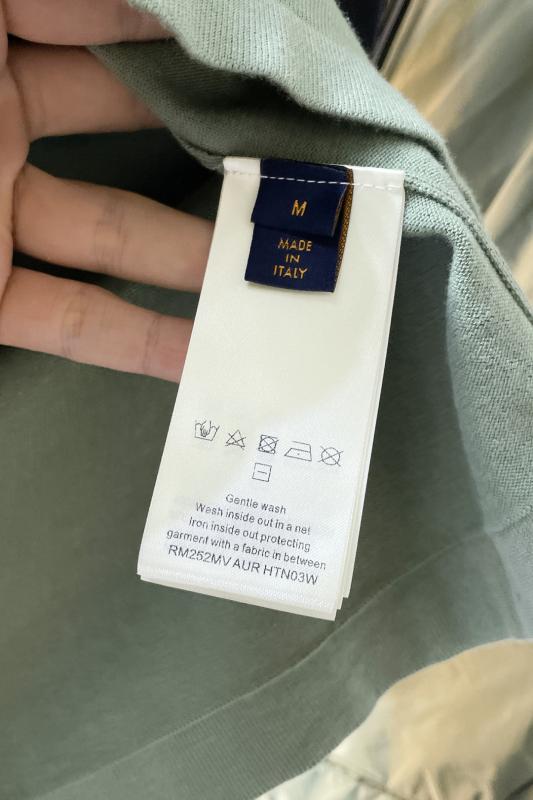 M
MADE
IN
ITALY
Gentle wash
Wash inside out in a net
Iron inside out protecting
garment with a fabric in between
RM252MV AUR HTN03W